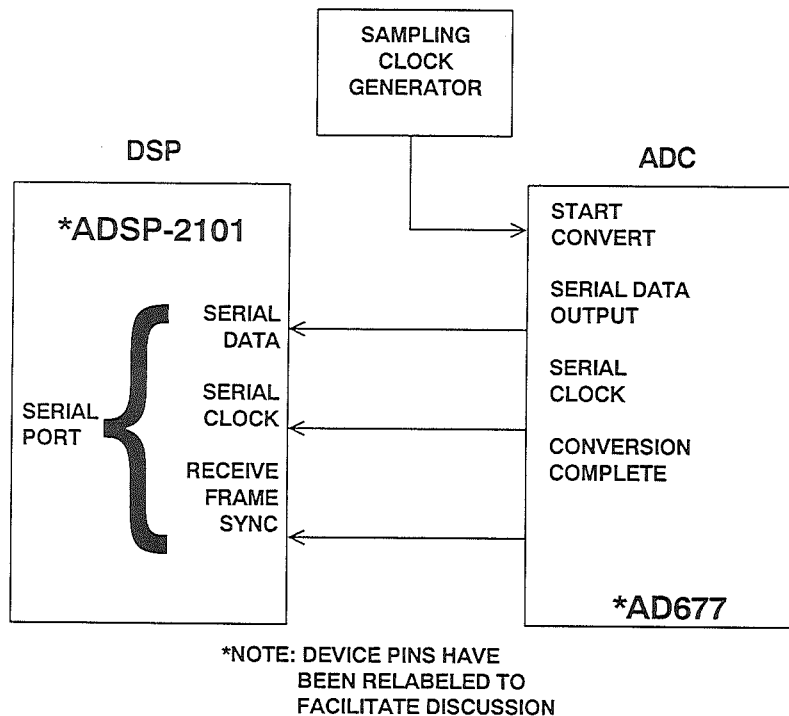 SAMPLING
CLOCK
GENERATOR
DSP
ADC
*ADSP-2101
START
CONVERT
SERIAL
DATA
SERIAL DATA
OUTPUT
SERIAL
PORT
SERIAL
CLOCK
SERIAL
CLOCK
RECEIVE
FRAME
SYNC
CONVERSION
COMPLETE
*AD677
*NOTE: DEVICE PINS HAVE
BEEN RELABELED TO
FACILITATE DISCUSSION